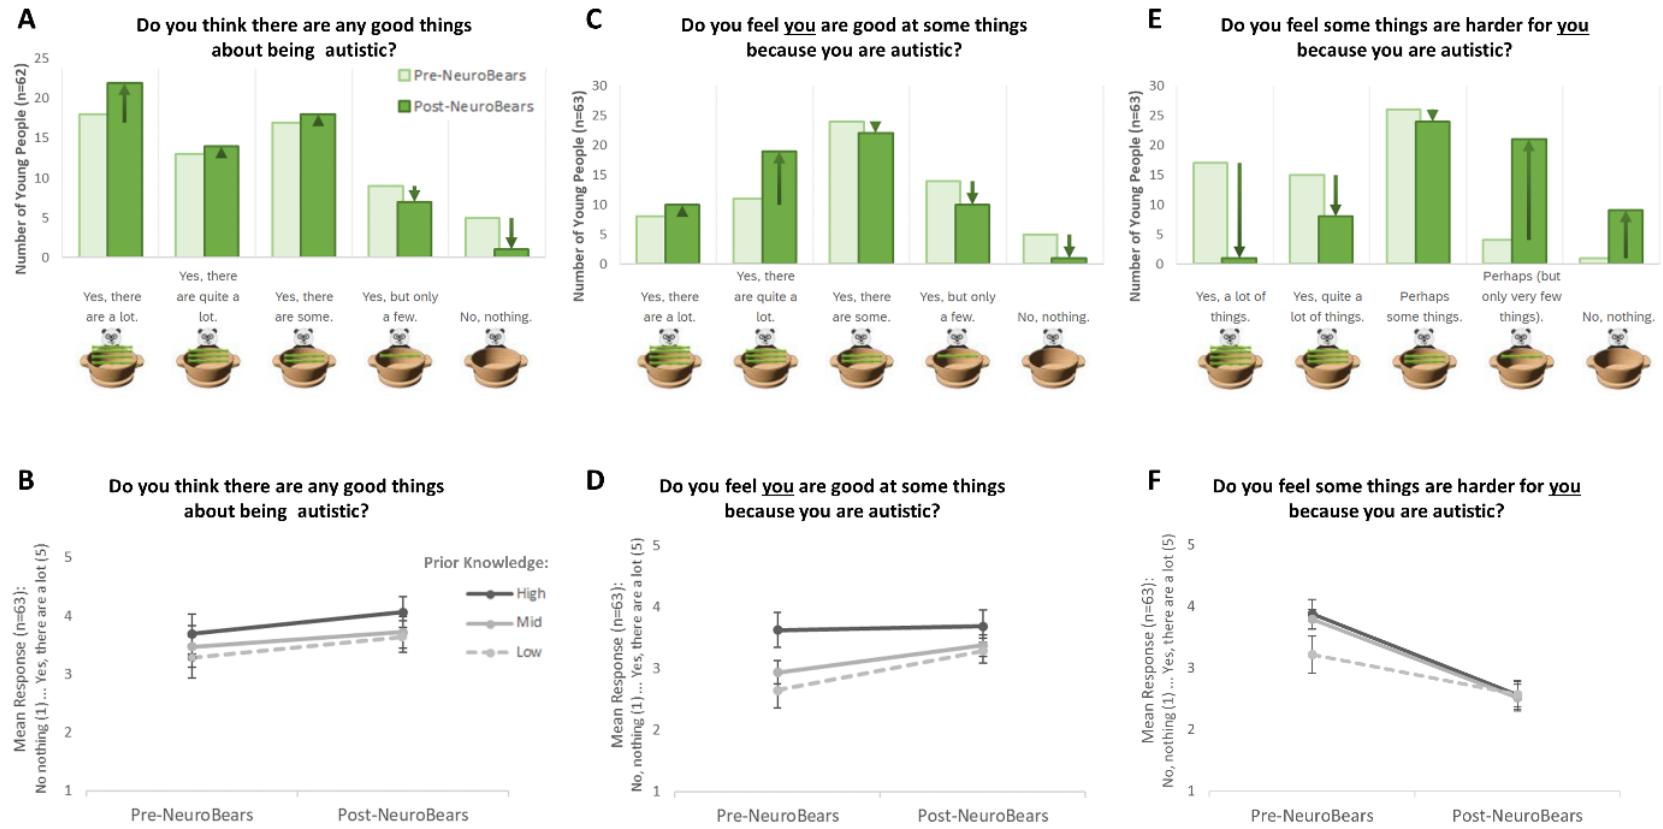 A
Do you think there are any good things
about being autistic?
Number of Young People (n=62)
25
20
15
10
5
0
Pre-NeuroBears
Post-NeuroBears
Yes, there
are a lot.
Yes, there
are quite a
lot.
Yes, there
are some.
Yes, but only
a few.
No, nothing.
C
Do you feel you are good at some things
because you are autistic?
Number of Young People (n=63)
30
25
20
15
10
5
0
Yes, there
are a lot.
Yes, there
are quite a
lot.
Yes, there
are some.
Yes, but only
a few.
No, nothing.
E
Do you feel some things are harder for you
because you are autistic?
Number of Young People (n=63)
30
25
20
15
10
5
0
Yes, a lot of
things.
Yes, quite a
lot of things.
Perhaps
some things.
Perhaps (but
only very few
things).
No, nothing.
B
Do you think there are any good things
about being autistic?
Mean Response (n=63):
No nothing (1) ... Yes, there are a lot (5)
5
4
3
2
1
Prior Knowledge:
High
Mid
Low
Pre-NeuroBears
Post-NeuroBears
D
Do you feel you are good at some things
because you are autistic?
Mean Response (n=63):
No, nothing (1) ... Yes, there are a lot (5)
5
4
3
2
1
Pre-NeuroBears
Post-NeuroBears
F
Do you feel some things are harder for you
because you are autistic?
Mean Response (n=63):
No, nothing (1) ... Yes, there are a lot (5)
5
4
3
2
1
Pre-NeuroBears
Post-NeuroBears